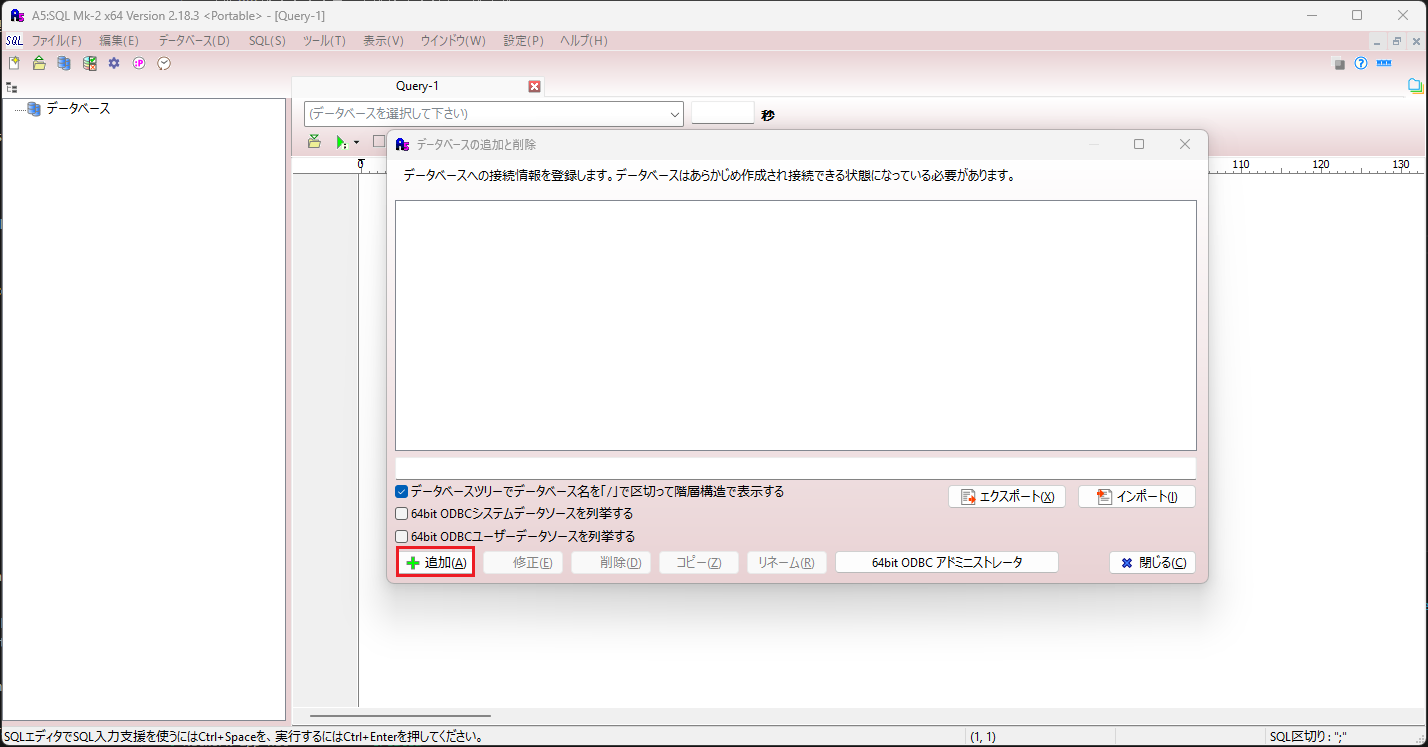 A5:SQL Mk-2 x64 Version 2.18.3 <Portable> - [Query-1]
SQL ファイル(F) 編集(E) データベース(D) SQL(S) ツール(T) 表示(V) ウインドウ(W) 設定(P) ヘルプ(H)
Query-1
データベース
(データベースを選択して下さい)
秒
データベースの追加と削除
0 110 120 130
データベースへの接続情報を登録します。データベースはあらかじめ作成され接続できる状態になっている必要があります。
データベースツリーでデータベース名を「/」で区切って階層構造で表示する
エクスポート(X) インポート(I)
64bit ODBCシステムデータソースを列挙する
64bit ODBCユーザーデータソースを列挙する
追加(A) 修正(E) 削除(D) コピー(Z) リネーム(R) 64bit ODBC アドミニストレータ 閉じる(C)
SQLエディタでSQL入力支援を使うにはCtrl+Spaceを、実行するにはCtrl+Enterを押してください。 (1, 1) SQL区切り : ";"